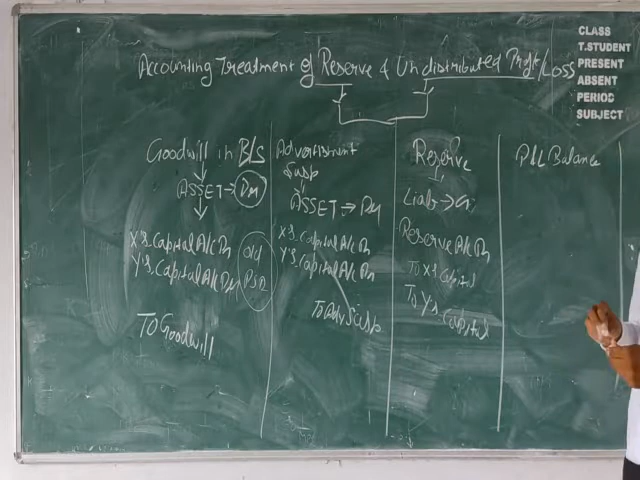 CLASS
T.STUDENT
PRESENT
ABSENT
PERIOD
SUBJECT
Accounting Treatment of Reserve & Undistributed Profit/Loss
Goodwill in B/S
ASSET → Dr
X's Capital A/c Dr
Y's Capital A/c Dr
old
PSR
To Goodwill
Advertisment
Susp
ASSET → Dr
X's Capital A/c Dr
Y's Capital A/c Dr
To Adv Susp
Reserve
Liab → Cr
Reserve A/c Dr
To X's Capital
To Y's Capital
P&L Balance